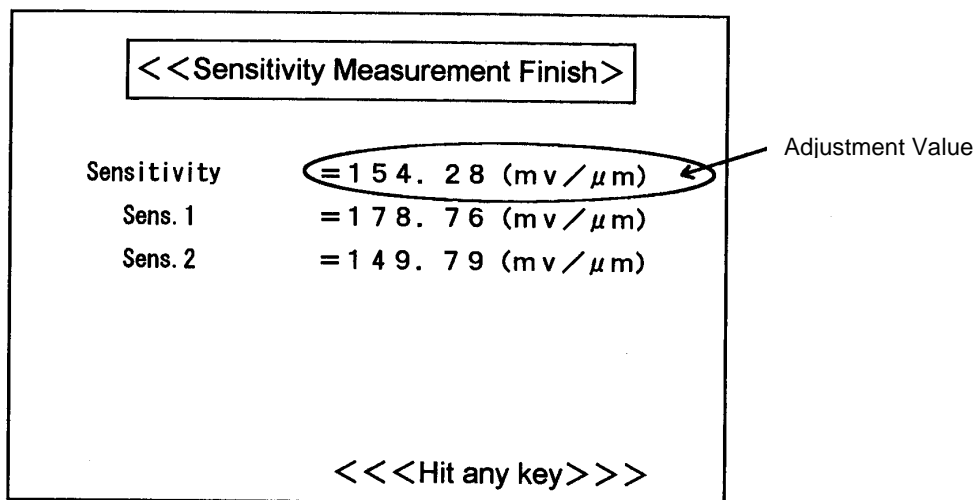 <<Sensitivity Measurement Finish>
Sensitivity =154.28 (mv/μm)
Adjustment Value
Sens.1 =178.76 (mv/μm)
Sens.2 =149.79 (mv/μm)
<<<Hit any key>>>